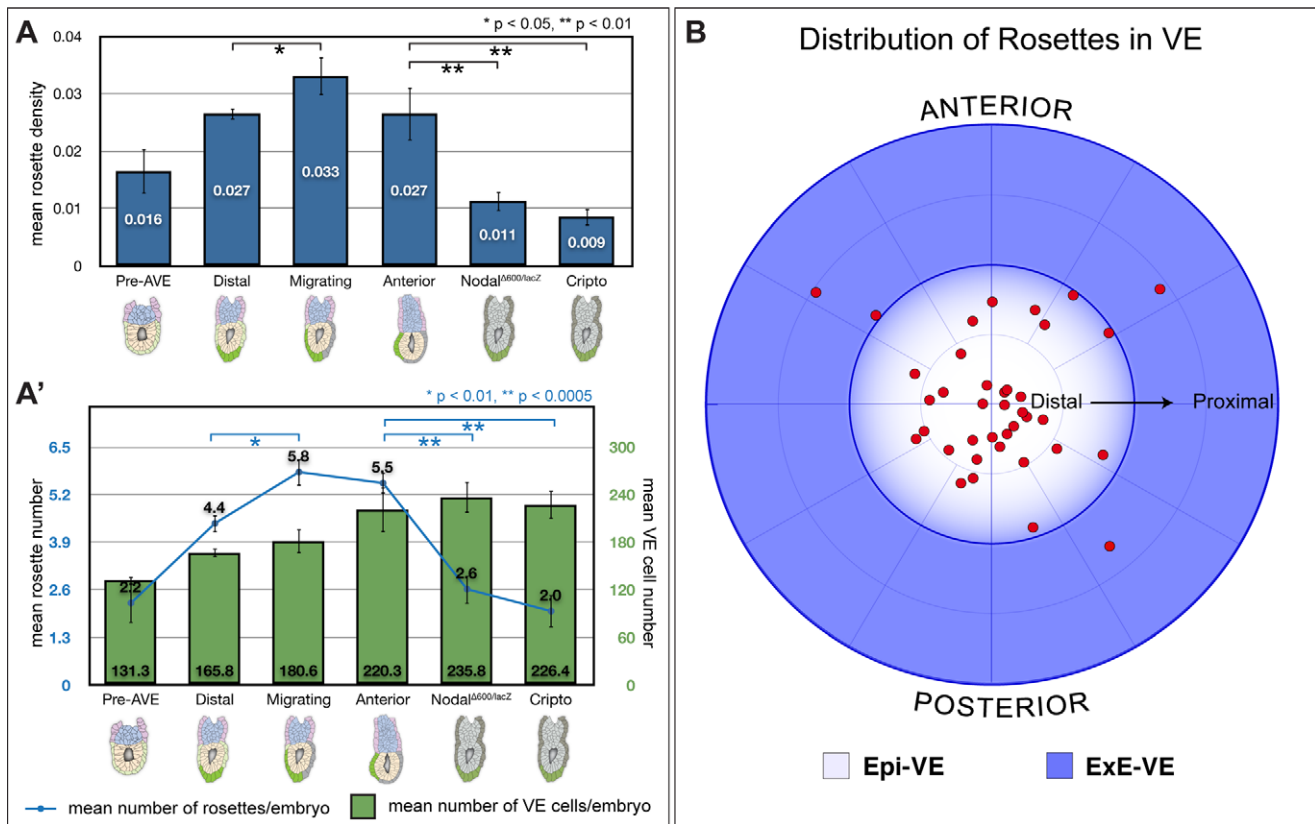 A
* p < 0.05, ** p < 0.01
mean rosette density
0.04
0.03
0.02
0.01
0
*
**
**
0.016
0.027
0.033
0.027
0.011
0.009
Pre-AVE Distal Migrating Anterior Nodal^Δ600/lacZ Cripto
A'
* p < 0.01, ** p < 0.0005
mean rosette number
6.5
5.2
3.9
2.6
1.3
0
mean VE cell number
300
240
180
120
60
0
*
**
**
2.2
4.4
5.8
5.5
2.6
2.0
131.3 165.8 180.6 220.3 235.8 226.4
Pre-AVE Distal Migrating Anterior Nodal^Δ600/lacZ Cripto
mean number of rosettes/embryo mean number of VE cells/embryo
B
Distribution of Rosettes in VE
ANTERIOR
Distal Proximal
POSTERIOR
Epi-VE ExE-VE